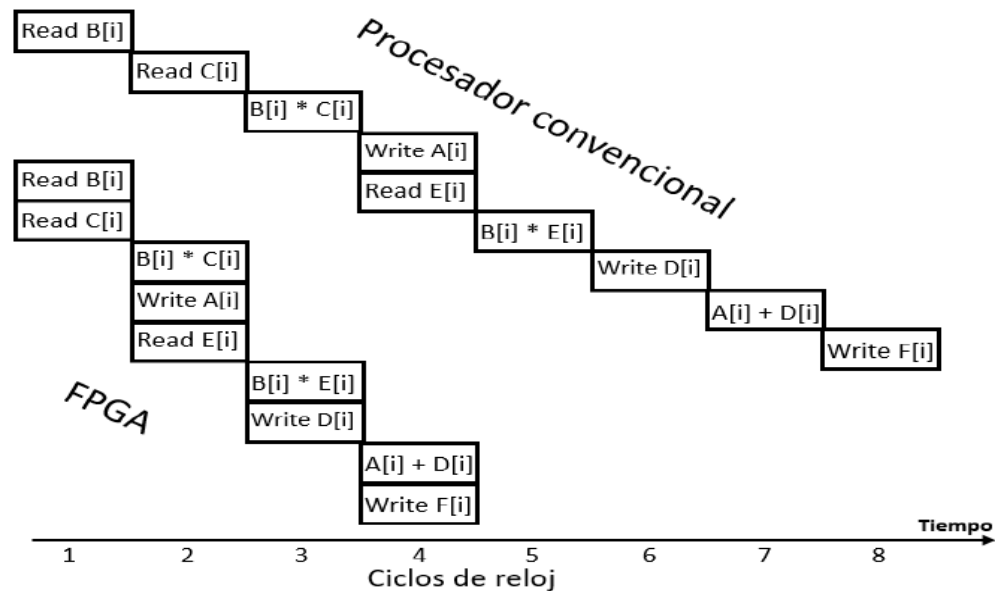 Read B[i]
Read C[i]
B[i] * C[i]
Write A[i]
Read E[i]
B[i] * E[i]
Write D[i]
A[i] + D[i]
Write F[i]
Procesador convencional
Read B[i]
Read C[i]
B[i] * C[i]
Write A[i]
Read E[i]
B[i] * E[i]
Write D[i]
A[i] + D[i]
Write F[i]
FPGA
Tiempo
1 2 3 4 5 6 7 8
Ciclos de reloj